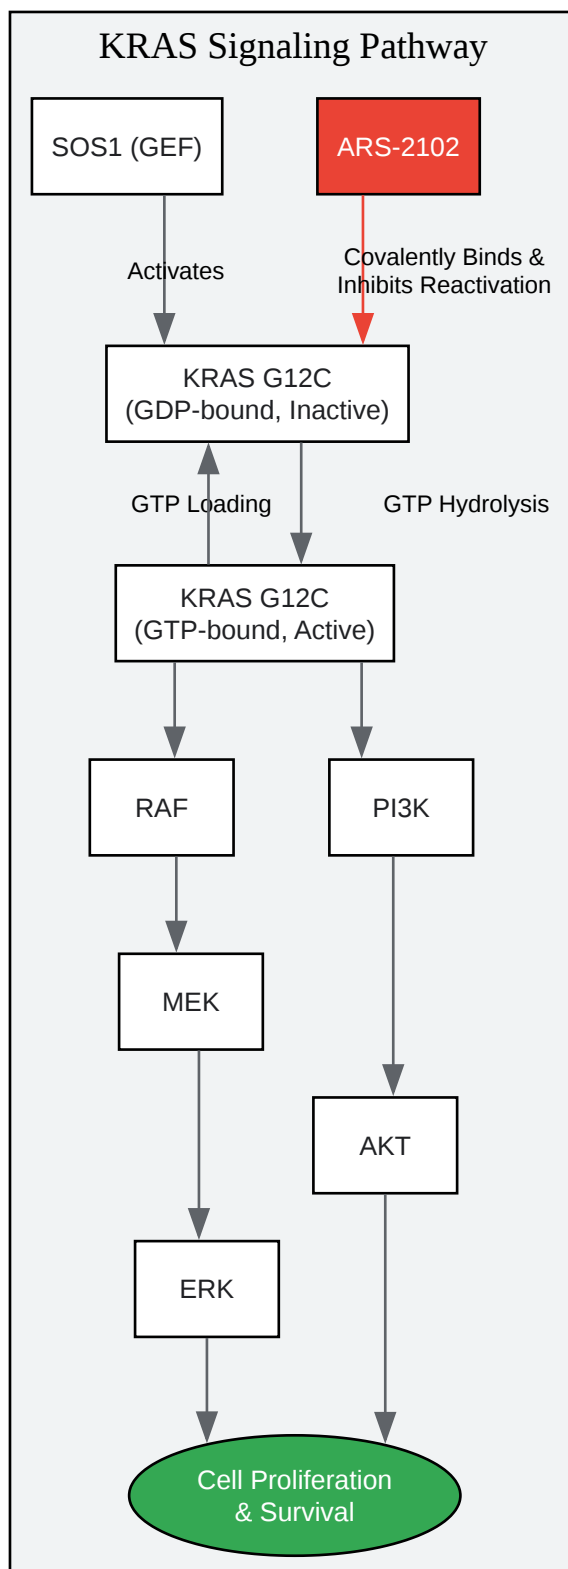 KRAS Signaling Pathway
SOS1 (GEF)
ARS-2102
Activates
Covalently Binds &
Inhibits Reactivation
KRAS G12C
(GDP-bound, Inactive)
GTP Loading
GTP Hydrolysis
KRAS G12C
(GTP-bound, Active)
RAF
PI3K
MEK
AKT
ERK
Cell Proliferation
& Survival